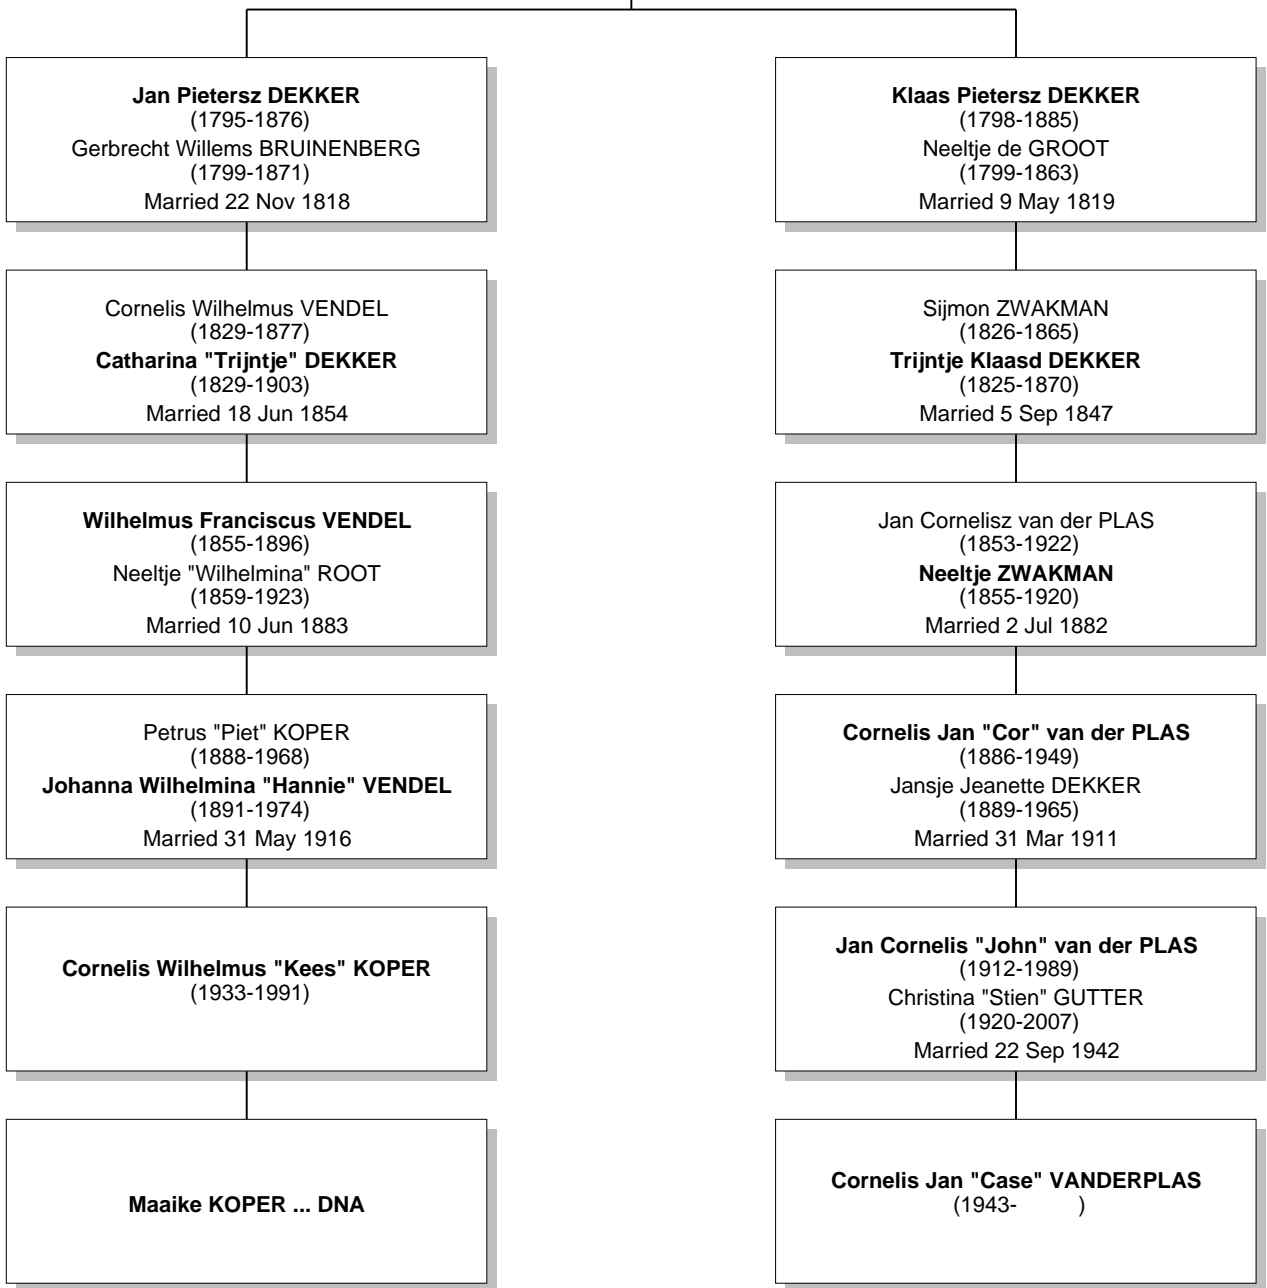 Jan Pietersz DEKKER
(1795-1876)
Gerbrecht Willems BRUINENBERG
(1799-1871)
Married 22 Nov 1818
Klaas Pietersz DEKKER
(1798-1885)
Neeltje de GROOT
(1799-1863)
Married 9 May 1819
Cornelis Wilhelmus VENDEL
(1829-1877)
Catharina "Trijntje" DEKKER
(1829-1903)
Married 18 Jun 1854
Sijmon ZWAKMAN
(1826-1865)
Trijntje Klaasd DEKKER
(1825-1870)
Married 5 Sep 1847
Wilhelmus Franciscus VENDEL
(1855-1896)
Neeltje "Wilhelmina" ROOT
(1859-1923)
Married 10 Jun 1883
Jan Cornelisz van der PLAS
(1853-1922)
Neeltje ZWAKMAN
(1855-1920)
Married 2 Jul 1882
Petrus "Piet" KOPER
(1888-1968)
Johanna Wilhelmina "Hannie" VENDEL
(1891-1974)
Married 31 May 1916
Cornelis Jan "Cor" van der PLAS
(1886-1949)
Jansje Jeanette DEKKER
(1889-1965)
Married 31 Mar 1911
Cornelis Wilhelmus "Kees" KOPER
(1933-1991)
Jan Cornelis "John" van der PLAS
(1912-1989)
Christina "Stien" GUTTER
(1920-2007)
Married 22 Sep 1942
Maaike KOPER ... DNA
Cornelis Jan "Case" VANDERPLAS
(1943-          )